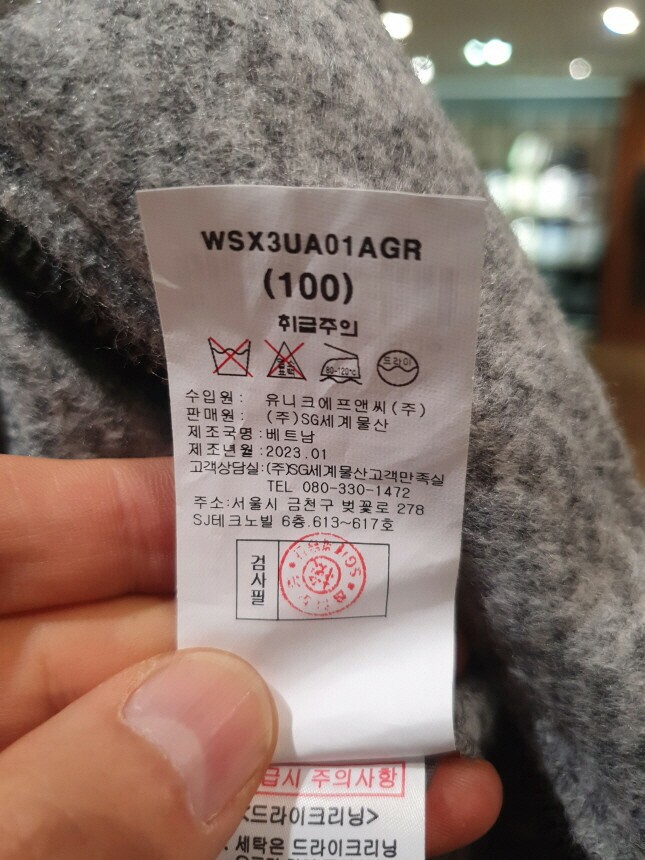 WSX3UA01AGR
(100)
취급주의
80-120℃
드라이
수입원 : 유니크에프앤씨(주)
판매원 : (주)SG세계물산
제조국명 : 베트남
제조년월 : 2023.01
고객상담실:(주)SG세계물산고객만족실
TEL 080-330-1472
주소:서울시 금천구 벚꽃로 278
SJ테크노빌 6층.613~617호
검사필
급시 주의사항
<드라이크리닝>
세탁은 드라이크리닝